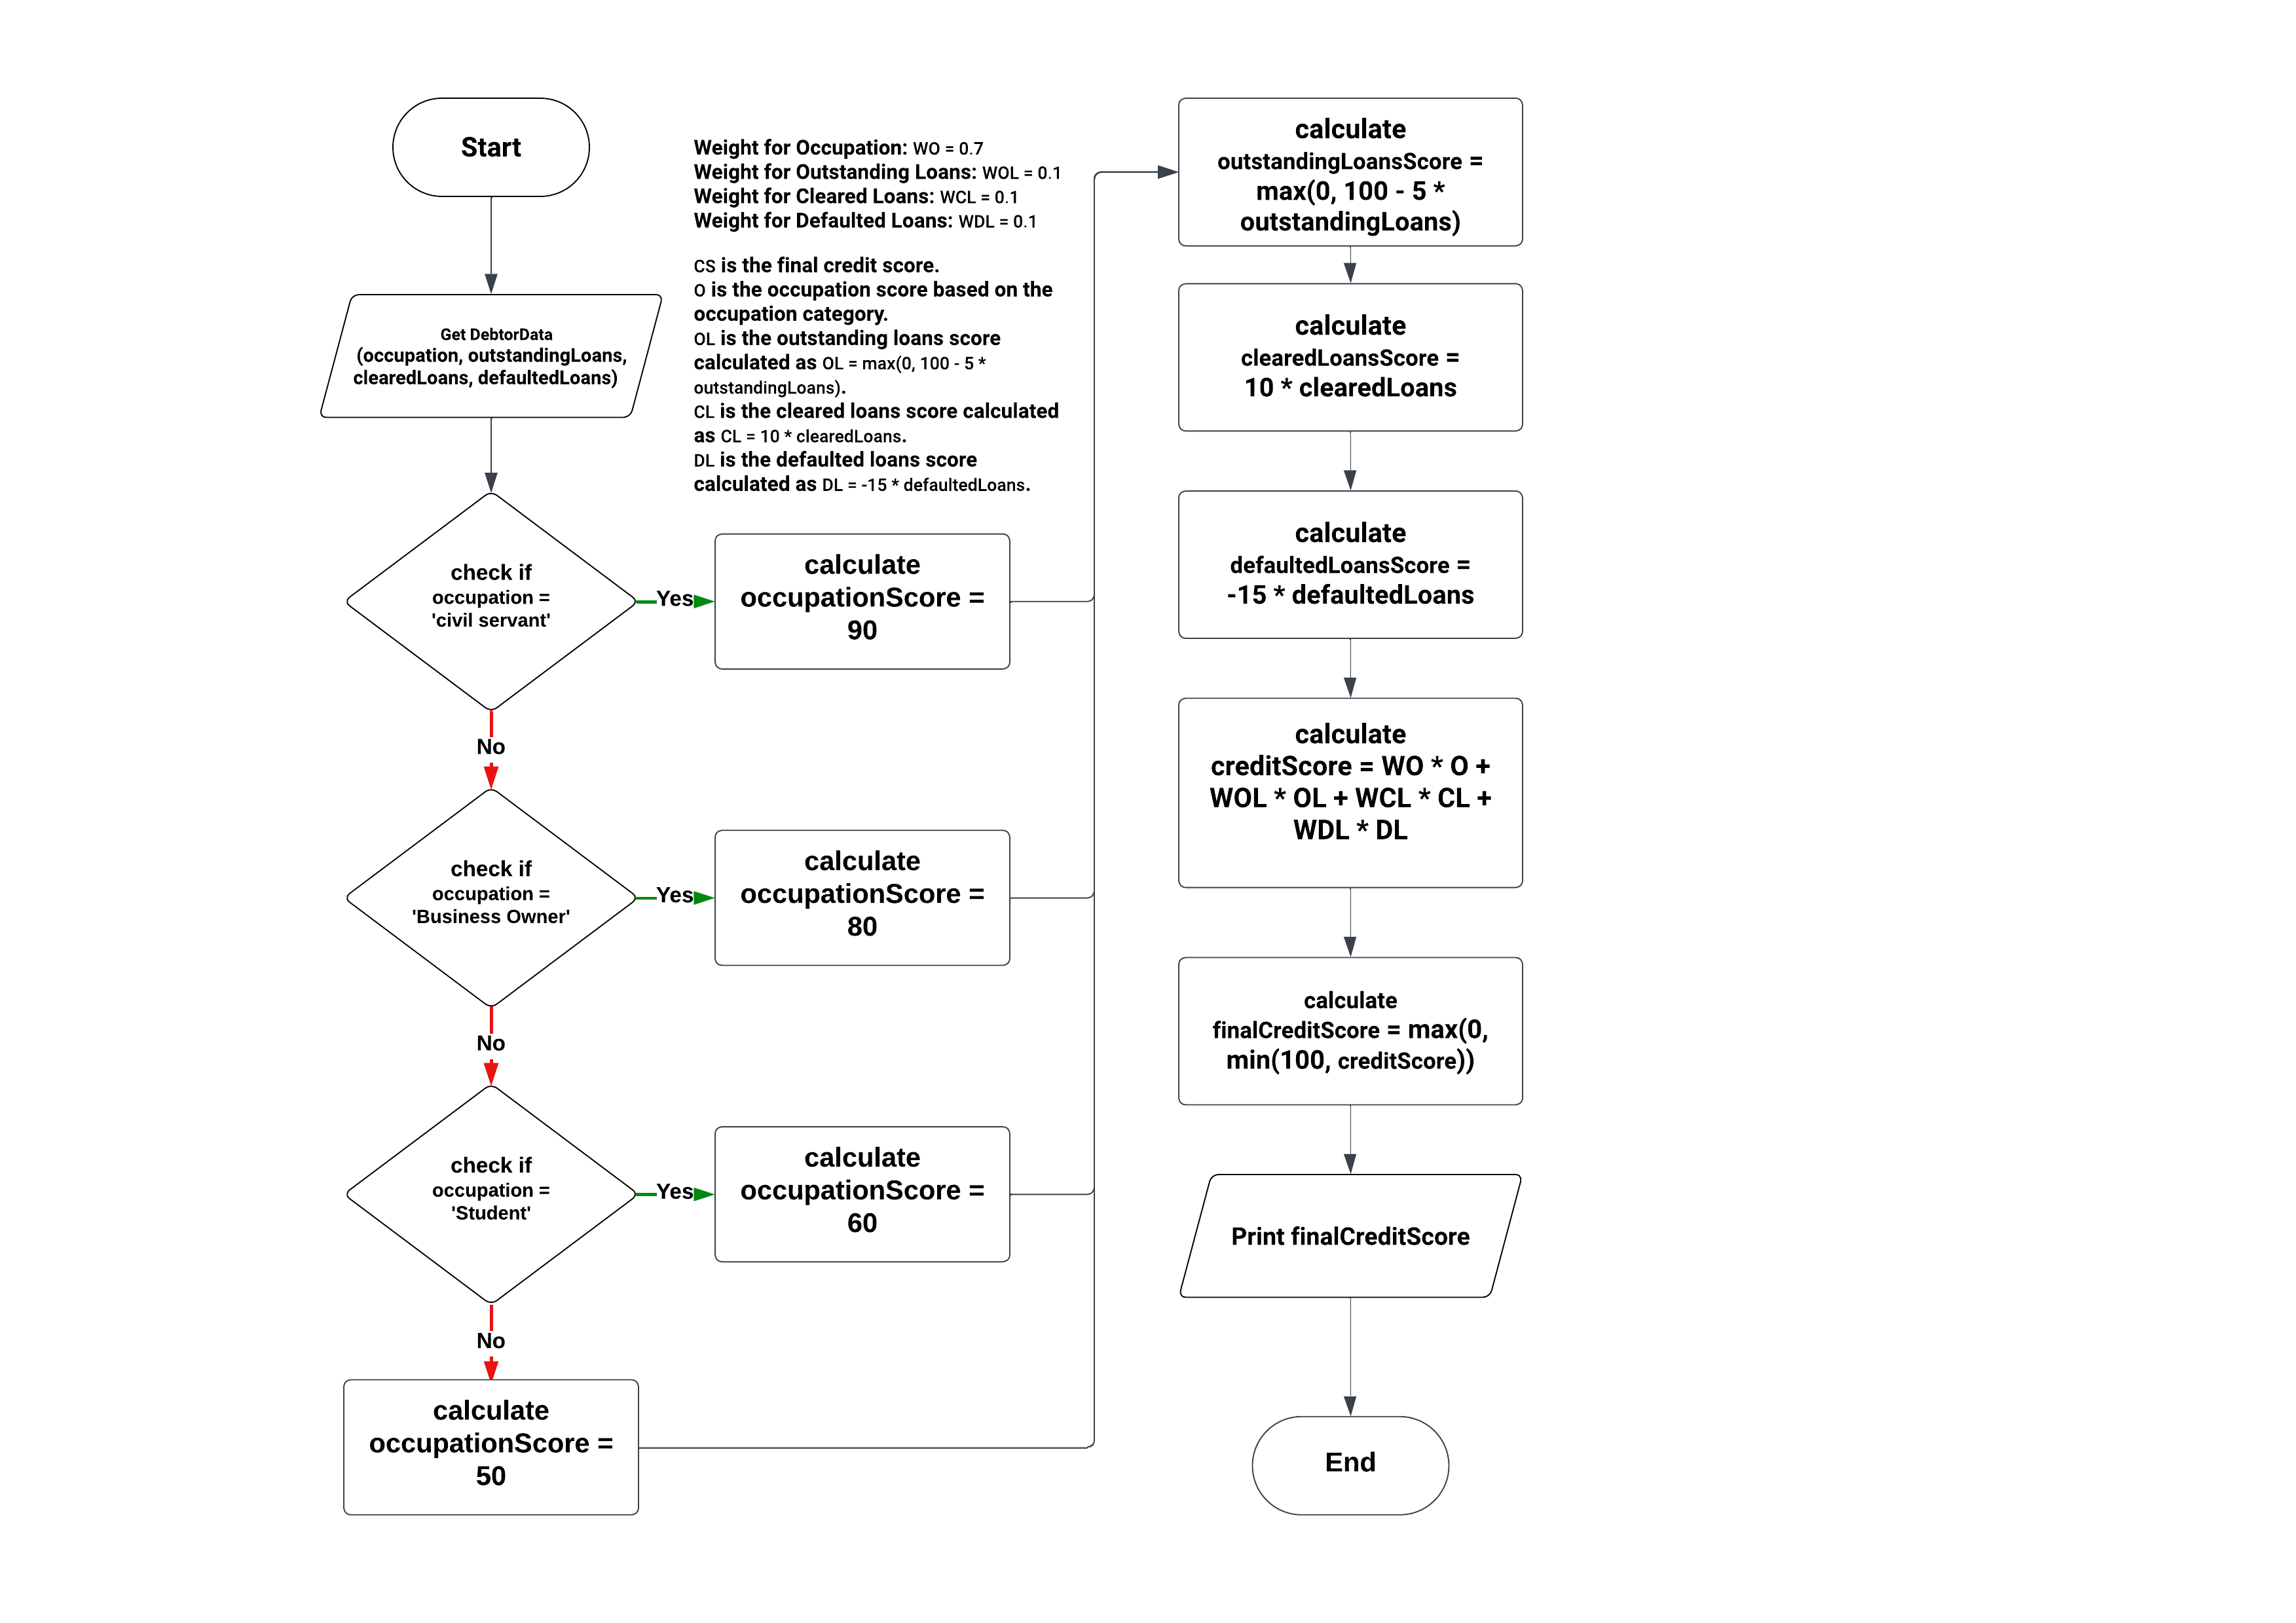 Start
Get DebtorData
(occupation, outstandingLoans,
clearedLoans, defaultedLoans)
Weight for Occupation: WO = 0.7
Weight for Outstanding Loans: WOL = 0.1
Weight for Cleared Loans: WCL = 0.1
Weight for Defaulted Loans: WDL = 0.1
CS is the final credit score.
O is the occupation score based on the
occupation category.
OL is the outstanding loans score
calculated as OL = max(0, 100 - 5 *
outstandingLoans).
CL is the cleared loans score calculated
as CL = 10 * clearedLoans.
DL is the defaulted loans score
calculated as DL = -15 * defaultedLoans.
check if
occupation =
'civil servant'
Yes
calculate
occupationScore =
90
No
check if
occupation =
'Business Owner'
Yes
calculate
occupationScore =
80
No
check if
occupation =
'Student'
Yes
calculate
occupationScore =
60
No
calculate
occupationScore =
50
calculate
outstandingLoansScore =
max(0, 100 - 5 *
outstandingLoans)
calculate
clearedLoansScore =
10 * clearedLoans
calculate
defaultedLoansScore =
-15 * defaultedLoans
calculate
creditScore = WO * O +
WOL * OL + WCL * CL +
WDL * DL
calculate
finalCreditScore = max(0,
min(100, creditScore))
Print finalCreditScore
End